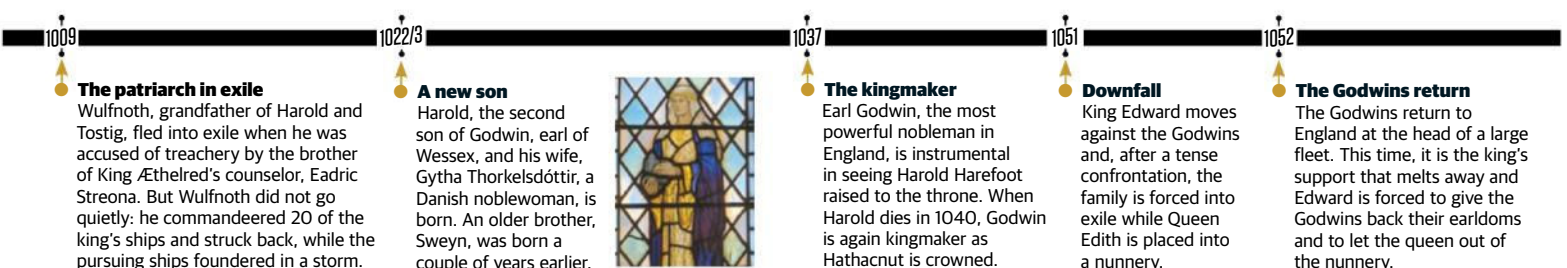 1009
The patriarch in exile
Wulfnoth, grandfather of Harold and
Tostig, fled into exile when he was
accused of treachery by the brother
of King Æthelred’s counselor, Eadric
Streona. But Wulfnoth did not go
quietly: he commandeered 20 of the
king’s ships and struck back, while the
pursuing ships foundered in a storm.
1022/3
A new son
Harold, the second
son of Godwin, earl of
Wessex, and his wife,
Gytha Thorkelsdóttir, a
Danish noblewoman, is
born. An older brother,
Sweyn, was born a
couple of years earlier.
1037
The kingmaker
Earl Godwin, the most
powerful nobleman in
England, is instrumental
in seeing Harold Harefoot
raised to the throne. When
Harold dies in 1040, Godwin
is again kingmaker as
Hathacnut is crowned.
1051
Downfall
King Edward moves
against the Godwins
and, after a tense
confrontation, the
family is forced into
exile while Queen
Edith is placed into
a nunnery.
1052
The Godwins return
The Godwins return to
England at the head of a large
fleet. This time, it is the king’s
support that melts away and
Edward is forced to give the
Godwins back their earldoms
and to let the queen out of
the nunnery.